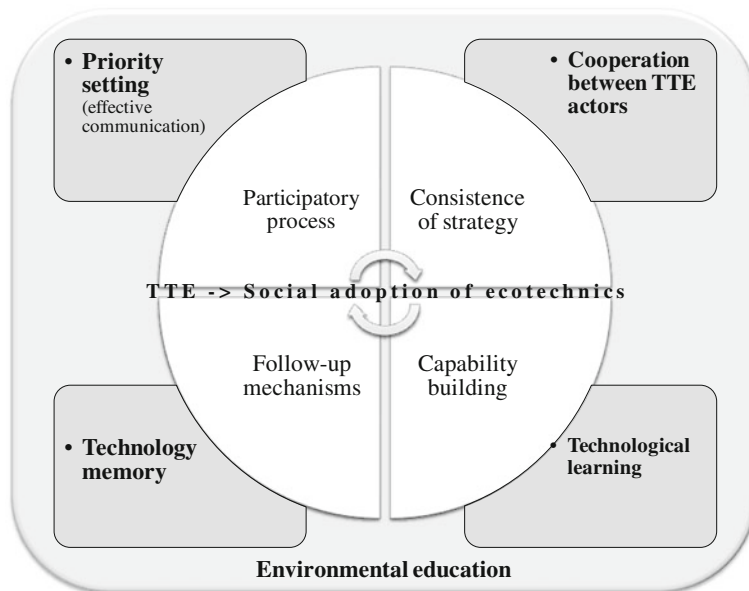 • Priority
setting
(effective
communication)
• Cooperation
between TTE
actors
Participatory
process
Consistence
of strategy
TTE -> Social adoption of ecotechnics
Follow-up
mechanisms
Capability
building
• Technology
memory
• Technological
learning
Environmental education